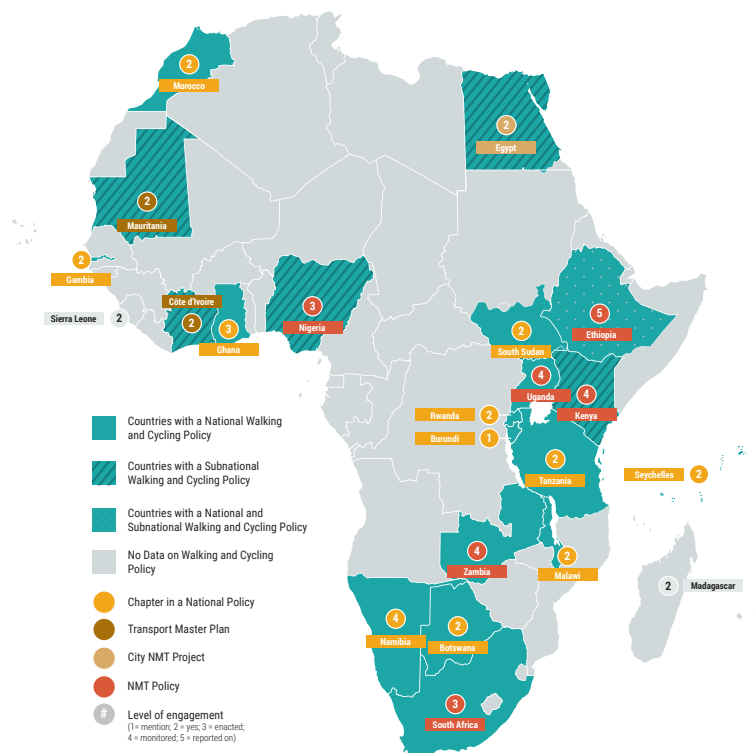 2
Morocco
2
Egypt
2
Mauritania
2
Gambia
Côte d'Ivoire
2
Sierra Leone 2
3
Ghana
3
Nigeria
5
Ethiopia
2
South Sudan
4
Uganda
4
Kenya
Rwanda 2
Burundi 1
2
Tanzania
Seychelles 2
4
Zambia
2
Malawi
2 Madagascar
4
Namibia
2
Botswana
3
South Africa
Countries with a National Walking
and Cycling Policy
Countries with a Subnational
Walking and Cycling Policy
Countries with a National and
Subnational Walking and Cycling Policy
No Data on Walking and Cycling
Policy
Chapter in a National Policy
Transport Master Plan
City NMT Project
NMT Policy
# Level of engagement
(1= mention; 2 = yes; 3 = enacted;
4 = monitored; 5 = reported on)